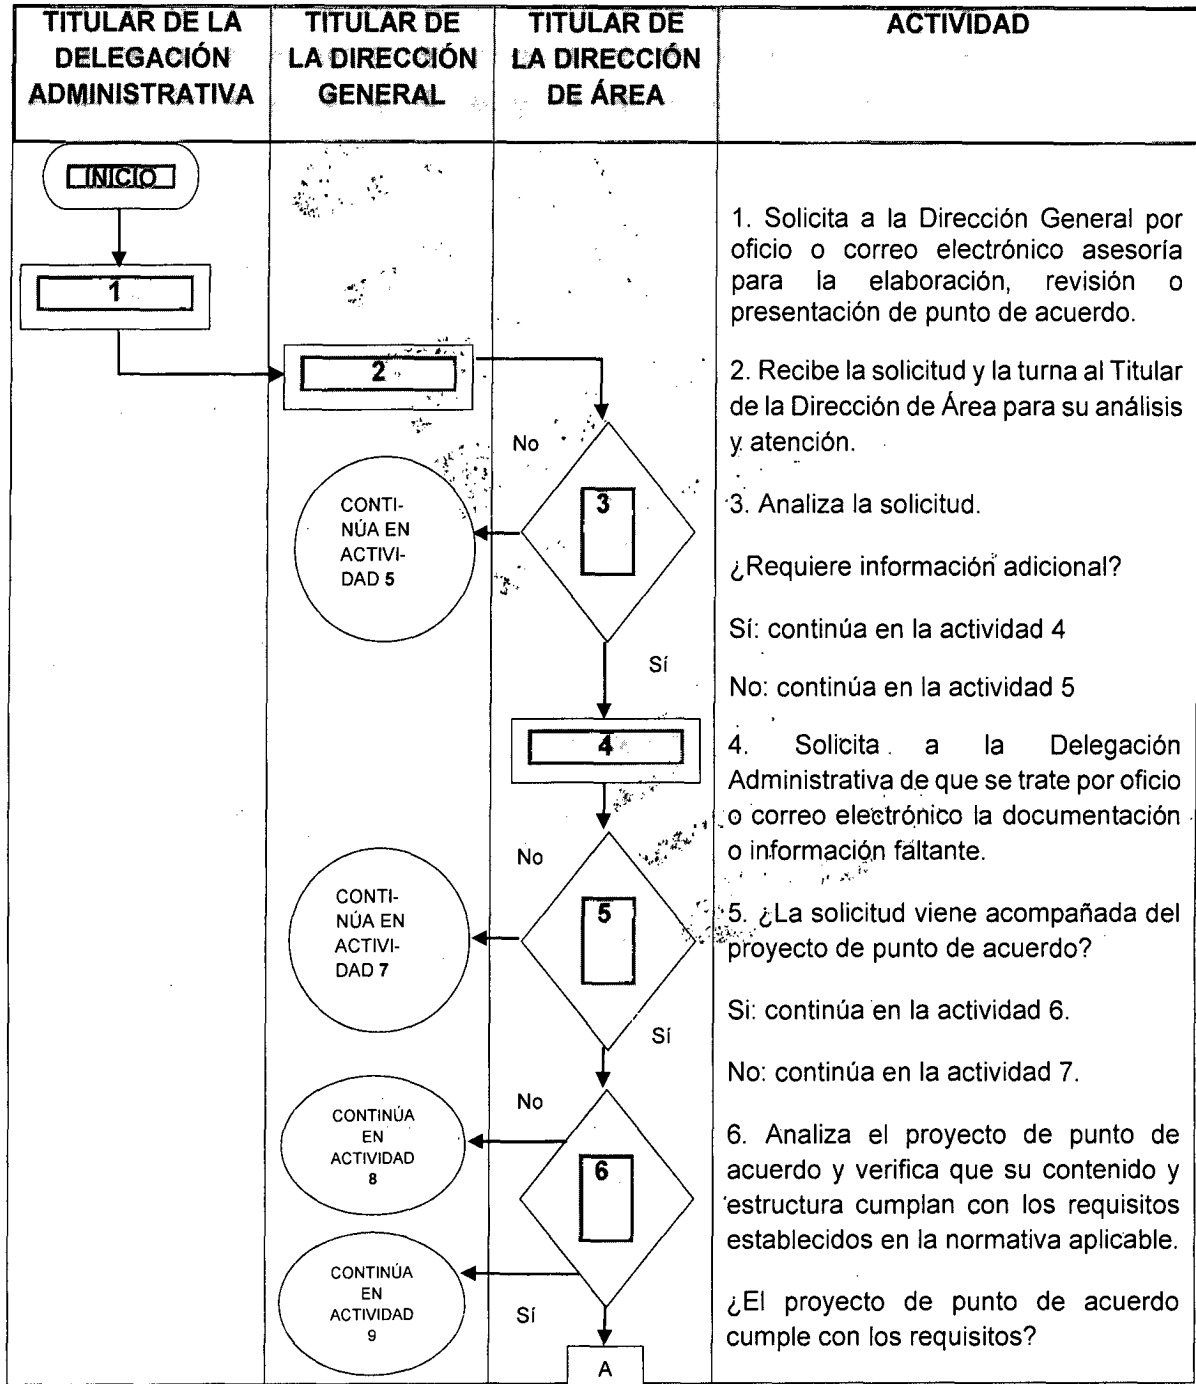 TITULAR DE LA
DELEGACIÓN
ADMINISTRATIVA
TITULAR DE
LA DIRECCIÓN
GENERAL
TITULAR DE
LA DIRECCIÓN
DE ÁREA
ACTIVIDAD
INICIO
1
2
No
3
CONTI-
NÚA EN
ACTIVI-
DAD 5
Sí
4
No
5
CONTI-
NÚA EN
ACTIVI-
DAD 7
Sí
No
6
CONTINÚA
EN
ACTIVIDAD
8
CONTINÚA
EN
ACTIVIDAD
9
Sí
A
1. Solicita a la Dirección General por
oficio o correo electrónico asesoría
para la elaboración, revisión o
presentación de punto de acuerdo.
2. Recibe la solicitud y la turna al Titular
de la Dirección de Área para su análisis
y atención.
3. Analiza la solicitud.
¿Requiere información adicional?
Sí: continúa en la actividad 4
No: continúa en la actividad 5
4. Solicita a la Delegación
Administrativa de que se trate por oficio
o correo electrónico la documentación
o información faltante.
5. ¿La solicitud viene acompañada del
proyecto de punto de acuerdo?
Si: continúa en la actividad 6.
No: continúa en la actividad 7.
6. Analiza el proyecto de punto de
acuerdo y verifica que su contenido y
estructura cumplan con los requisitos
establecidos en la normativa aplicable.
¿El proyecto de punto de acuerdo
cumple con los requisitos?